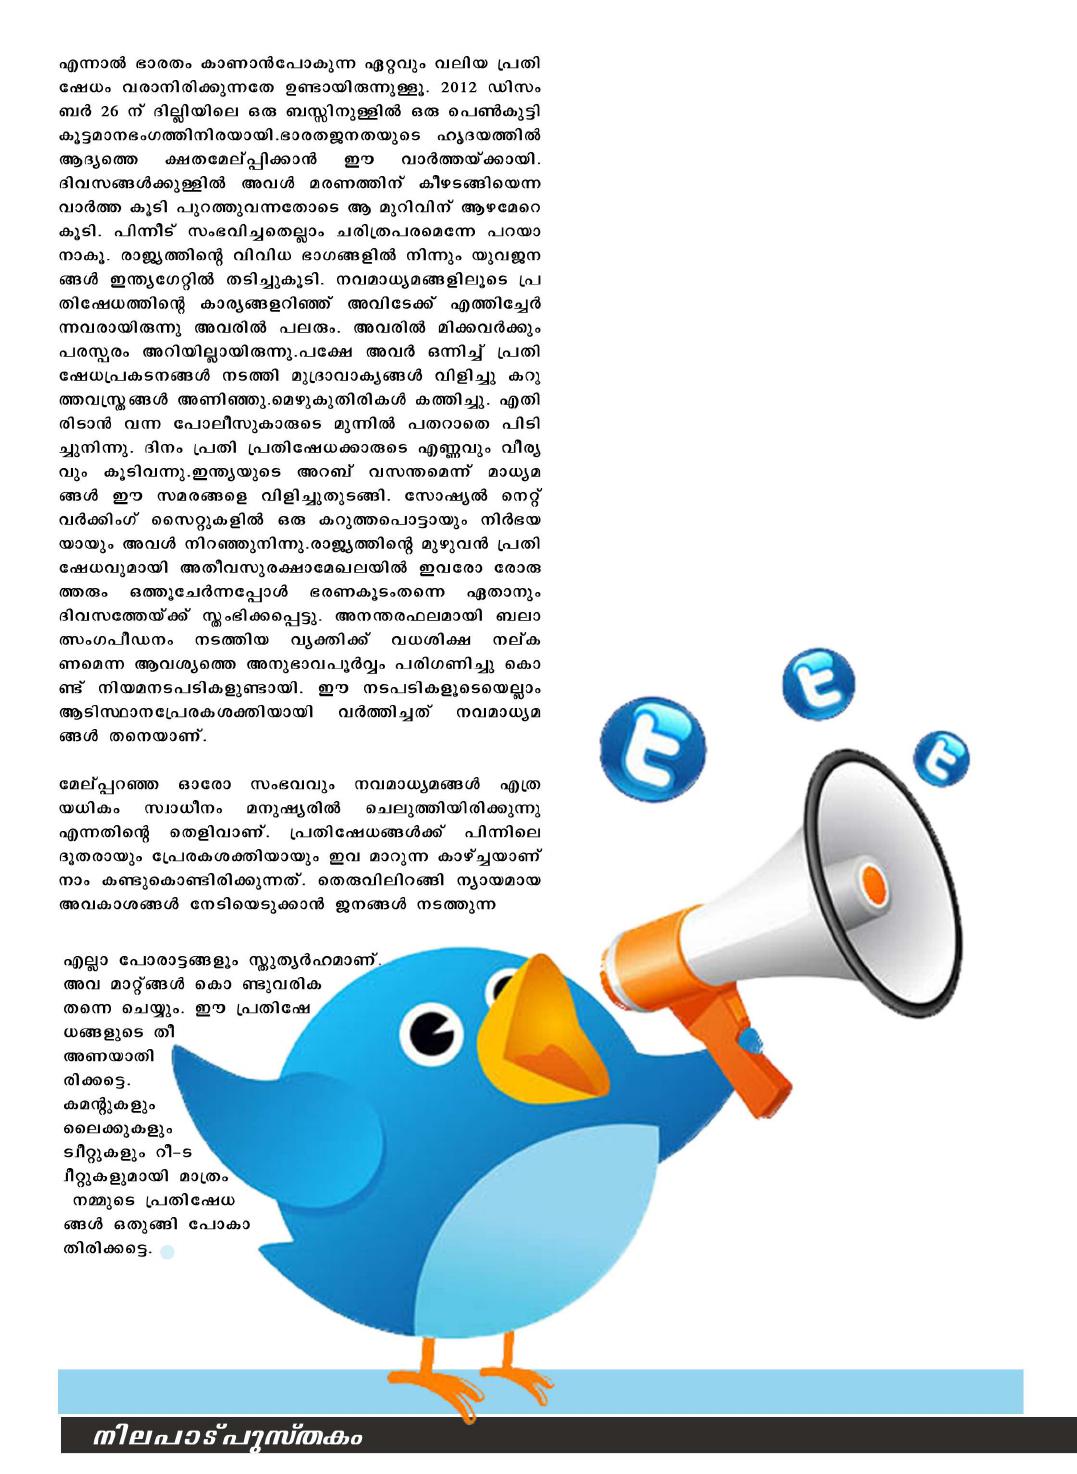 എന്നാൽ ഭാരതം കാണാൻപോകുന്ന ഏറ്റവും വലിയ പ്രതി
ഷേധം വരാനിരിക്കുന്നതേ ഉണ്ടായിരുന്നുള്ളൂ. 2012 ഡിസം
ബർ 26 ന് ദില്ലിയിലെ ഒരു ബസ്സിനുള്ളിൽ ഒരു പെൺകുട്ടി
കൂട്ടമാനഭംഗത്തിനിരയായി.ഭാരതജനതയുടെ ഹൃദയത്തിൽ
ആദ്യത്തെ ക്ഷതമേല്പ്പിക്കാൻ ഈ വാർത്തയ്ക്കായി.
ദിവസങ്ങൾക്കുള്ളിൽ അവൾ മരണത്തിന് കീഴടങ്ങിയെന്ന
വാർത്ത കൂടി പുറത്തുവന്നതോടെ ആ മുറിവിന് ആഴമേറെ
കൂടി. പിന്നീട് സംഭവിച്ചതെല്ലാം ചരിത്രപരമെന്നേ പറയാ
നാകൂ. രാജ്യത്തിന്റെ വിവിധ ഭാഗങ്ങളിൽ നിന്നും യുവജന
ങ്ങൾ ഇന്ത്യഗേറ്റിൽ തടിച്ചുകൂടി. നവമാധ്യമങ്ങളിലൂടെ പ്ര
തിഷേധത്തിന്റെ കാര്യങ്ങളറിഞ്ഞ് അവിടേക്ക് എത്തിച്ചേർ
ന്നവരായിരുന്നു അവരിൽ പലരും. അവരിൽ മിക്കവർക്കും
പരസ്പരം അറിയില്ലായിരുന്നു.പക്ഷേ അവർ ഒന്നിച്ച് പ്രതി
ഷേധപ്രകടനങ്ങൾ നടത്തി മുദ്രാവാക്യങ്ങൾ വിളിച്ചു കറു
ത്തവസ്ത്രങ്ങൾ അണിഞ്ഞു.മെഴുകുതിരികൾ കത്തിച്ചു. എതി
രിടാൻ വന്ന പോലീസുകാരുടെ മുന്നിൽ പതറാതെ പിടി
ച്ചുനിന്നു. ദിനം പ്രതി പ്രതിഷേധക്കാരുടെ എണ്ണവും വീര്യ
വും കൂടിവന്നു.ഇന്ത്യയുടെ അറബ് വസന്തമെന്ന് മാധ്യമ
ങ്ങൾ ഈ സമരങ്ങളെ വിളിച്ചുതുടങ്ങി. സോഷ്യൽ നെറ്റ്
വർക്കിംഗ് സൈറ്റുകളിൽ ഒരു കറുത്തപൊട്ടായും നിർഭയ
യായും അവൾ നിറഞ്ഞുനിന്നു.രാജ്യത്തിന്റെ മുഴുവൻ പ്രതി
ഷേധവുമായി അതീവസുരക്ഷാമേഖലയിൽ ഇവരോ രോരു
ത്തരും ഒത്തൂചേർന്നപ്പോൾ ഭരണകൂടംതന്നെ ഏതാനും
ദിവസത്തേയ്ക്ക് സ്തംഭിക്കപ്പെട്ടു. അനന്തരഫലമായി ബലാ
ത്സംഗപീഡനം നടത്തിയ വ്യക്തിക്ക് വധശിക്ഷ നല്ക
ണമെന്ന ആവശ്യത്തെ അനുഭാവപൂർവ്വം പരിഗണിച്ചു കൊ
ണ്ട് നിയമനടപടികളുണ്ടായി. ഈ നടപടികളൂടെയെല്ലാം
ആടിസ്ഥാനപ്രേരകശക്തിയായി വർത്തിച്ചത് നവമാധ്യമ
ങ്ങൾ തനെയാണ്.
മേല്പ്പറഞ്ഞ ഓരോ സംഭവവും നവമാധ്യമങ്ങൾ എത്ര
യധികം സ്വാധീനം മനുഷ്യരിൽ ചെലുത്തിയിരിക്കുന്നു
എന്നതിന്റെ തെളിവാണ്. പ്രതിഷേധങ്ങൾക്ക് പിന്നിലെ
ദൂതരായും പ്രേരകശക്തിയായും ഇവ മാറുന്ന കാഴ്ച്ചയാണ്
നാം കണ്ടുകൊണ്ടിരിക്കുന്നത്. തെരുവിലിറങ്ങി ന്യായമായ
അവകാശങ്ങൾ നേടിയെടുക്കാൻ ജനങ്ങൾ നടത്തുന്ന
എല്ലാ പോരാട്ടങ്ങളൂം സ്തുത്യർഹമാണ്.
അവ മാറ്റ്ങ്ങൾ കൊ ണ്ടുവരിക
തന്നെ ചെയ്യും. ഈ പ്രതിഷേ
ധങ്ങളുടെ തീ
അണയാതി
രിക്കട്ടെ.
കമന്റുകളും
ലൈക്കുകളും
ട്വീറ്റുകളും റീ-ട
്വീറ്റുകളുമായി മാത്രം
നമ്മുടെ പ്രതിഷേധ
ങ്ങൾ ഒതുങ്ങി പോകാ
തിരിക്കട്ടെ.
t
t
t
നിലപാട് പുസ്തകം